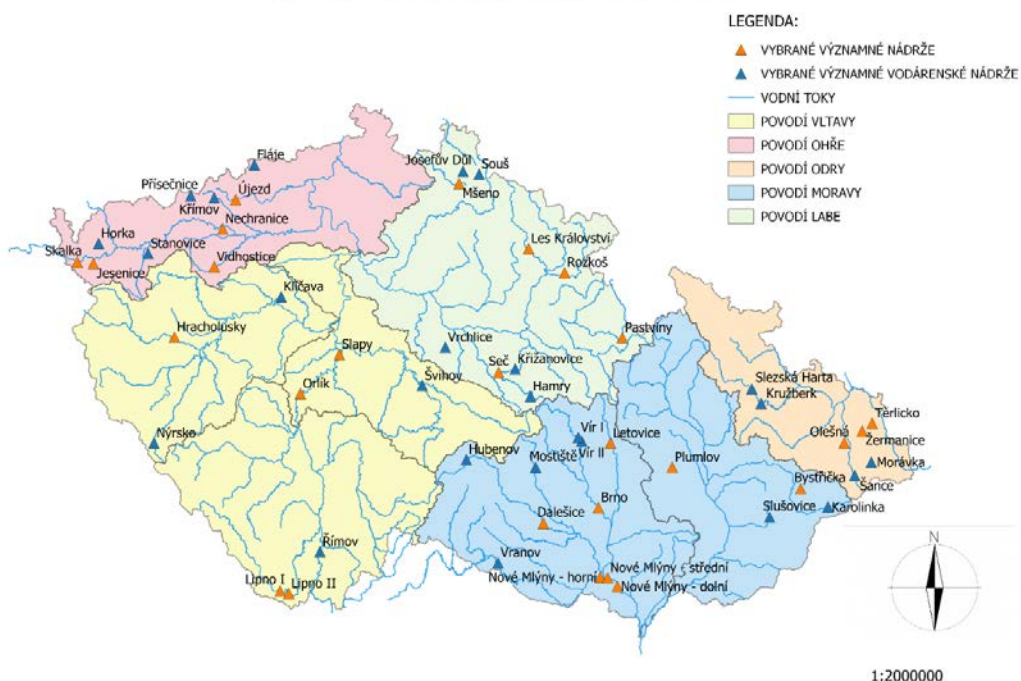 LEGENDA:
VYBRANÉ VÝZNAMNÉ NÁDRŽE
VYBRANÉ VÝZNAMNÉ VODÁRENSKÉ NÁDRŽE
VODNÍ TOKY
POVODÍ VLTAVY
POVODÍ OHŘE
POVODÍ ODRY
POVODÍ MORAVY
POVODÍ LABE
Fláje
Josefův Důl
Souš
Přísečnice
Újezd
Mšeno
Křímov
Nechranice
Horka
Les Království
Skalka
Stanovice
Jesenice
Vidhostice
Rozkoš
Klíčava
Hracholusky
Pastviny
Slapy
Vrchlice
Seč
Křižanovice
Orlík
Švihov
Hamry
Slezská Harta
Kružberk
Těrlicko
Nýrsko
Vír I
Letovice
Olešná
Žermanice
Hubenov
Mostiště
Vír II
Plumlov
Morávka
Bystřička
Šance
Brno
Slušovice
Karolinka
Dalešice
Římov
Vranov
Nové Mlýny - střední
Nové Mlýny - horní
Lipno I
Lipno II
Nové Mlýny - dolní
N
1:2000000